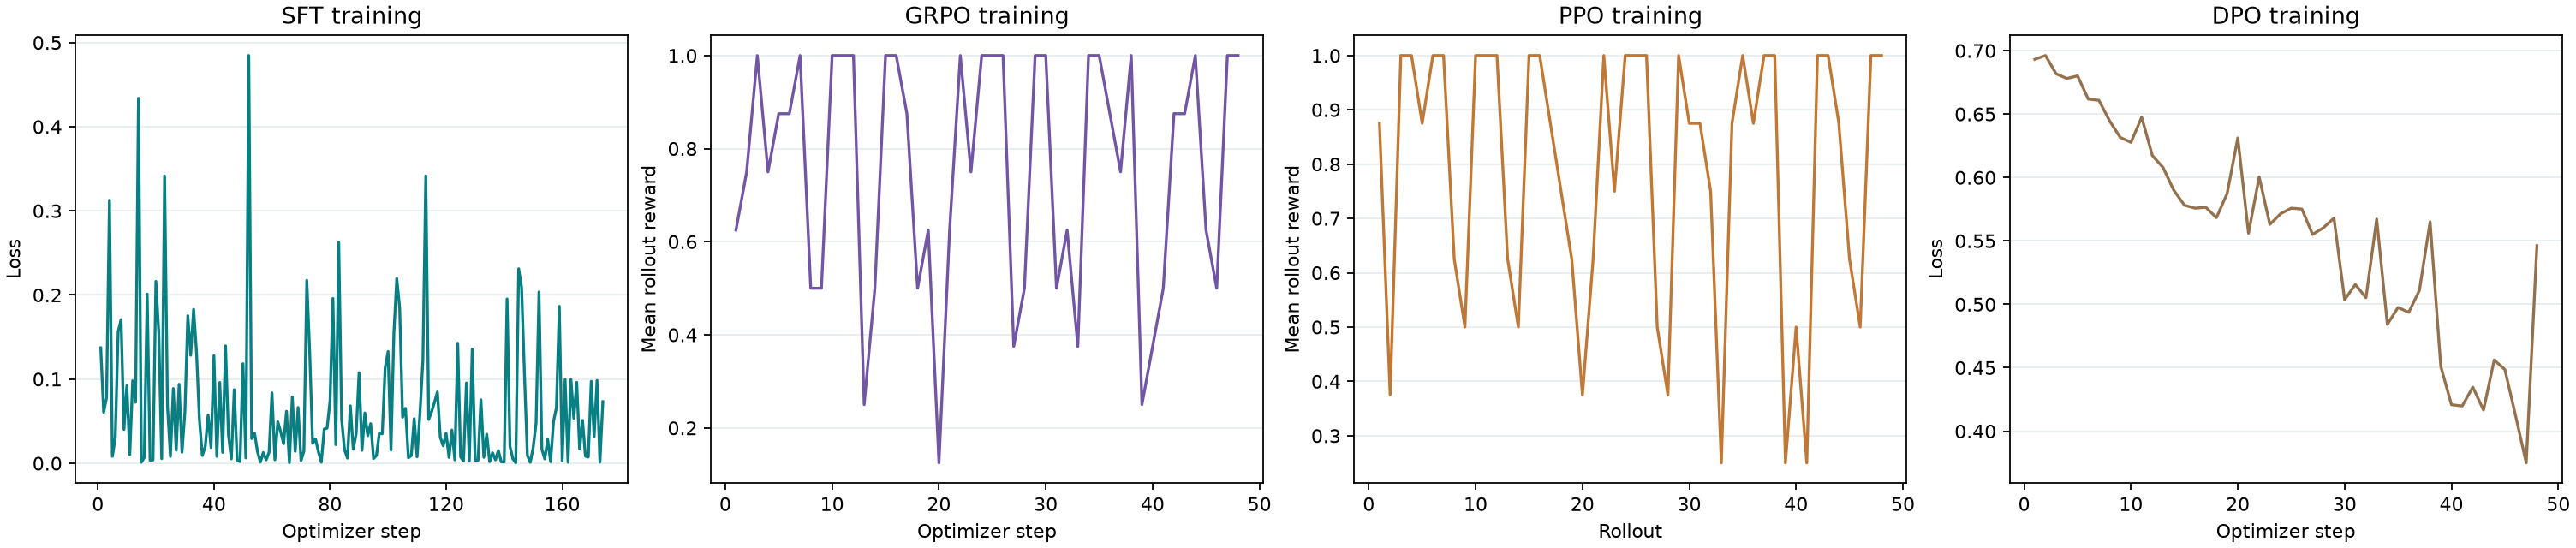 SFT training
Loss
0.5
0.4
0.3
0.2
0.1
0.0
0 40 80 120 160
Optimizer step
GRPO training
Mean rollout reward
1.0
0.8
0.6
0.4
0.2
0 10 20 30 40 50
Optimizer step
PPO training
Mean rollout reward
1.0
0.9
0.8
0.7
0.6
0.5
0.4
0.3
0 10 20 30 40 50
Rollout
DPO training
Loss
0.70
0.65
0.60
0.55
0.50
0.45
0.40
0 10 20 30 40 50
Optimizer step